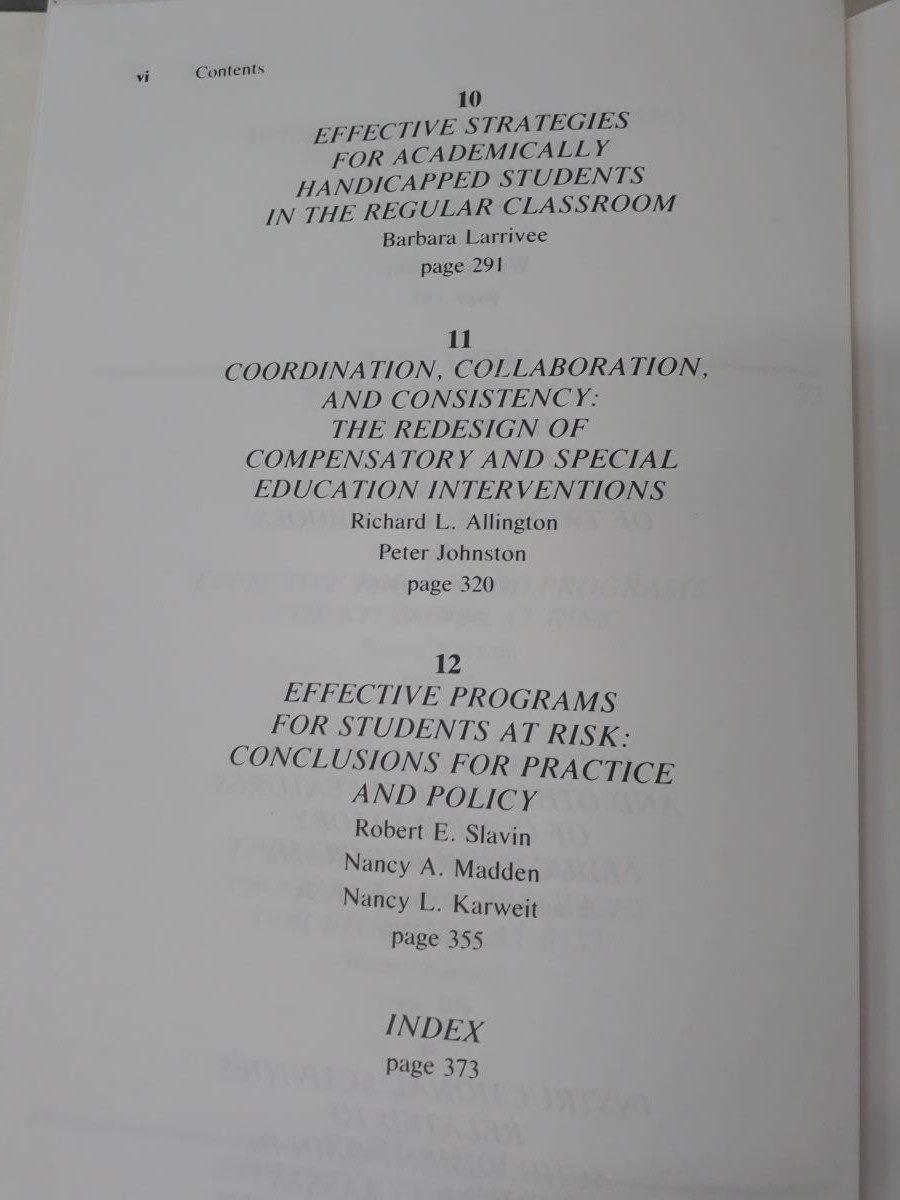 vi Contents
10
EFFECTIVE STRATEGIES
FOR ACADEMICALLY
HANDICAPPED STUDENTS
IN THE REGULAR CLASSROOM
Barbara Larrivee
page 291
11
COORDINATION, COLLABORATION,
AND CONSISTENCY:
THE REDESIGN OF
COMPENSATORY AND SPECIAL
EDUCATION INTERVENTIONS
Richard L. Allington
Peter Johnston
page 320
12
EFFECTIVE PROGRAMS
FOR STUDENTS AT RISK:
CONCLUSIONS FOR PRACTICE
AND POLICY
Robert E. Slavin
Nancy A. Madden
Nancy L. Karweit
page 355
INDEX
page 373